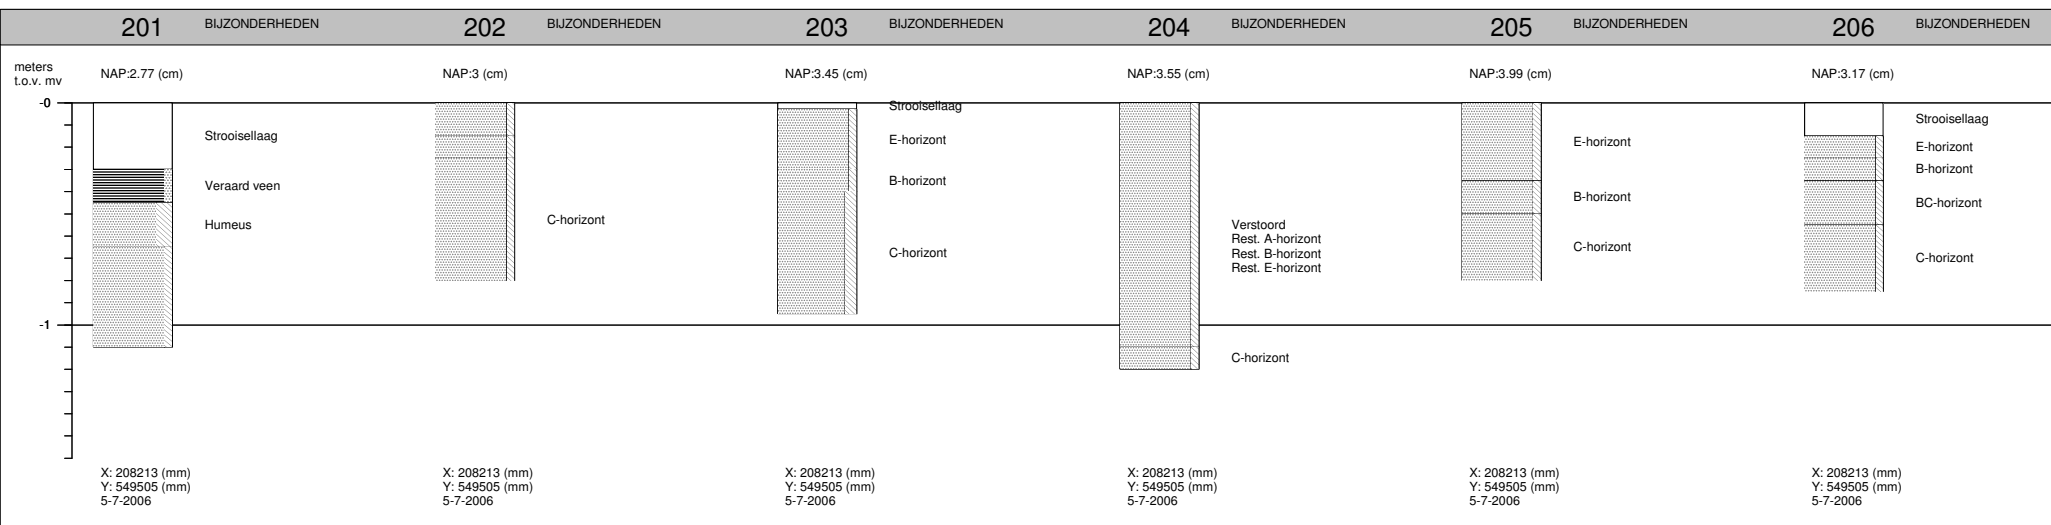 201 BIJZONDERHEDEN 202 BIJZONDERHEDEN 203 BIJZONDERHEDEN 204 BIJZONDERHEDEN 205 BIJZONDERHEDEN 206 BIJZONDERHEDEN
meters
t.o.v. mv
NAP:2.77 (cm) NAP:3 (cm) NAP:3.45 (cm) NAP:3.55 (cm) NAP:3.99 (cm) NAP:3.17 (cm)
-0
-1
Strooisellaag
Veraard veen
Humeus
C-horizont
Strooisellaag
E-horizont
B-horizont
C-horizont
Verstoord
Rest. A-horizont
Rest. B-horizont
Rest. E-horizont
C-horizont
E-horizont
B-horizont
C-horizont
Strooisellaag
E-horizont
B-horizont
BC-horizont
C-horizont
X: 208213 (mm) X: 208213 (mm) X: 208213 (mm) X: 208213 (mm) X: 208213 (mm) X: 208213 (mm)
Y: 549505 (mm) Y: 549505 (mm) Y: 549505 (mm) Y: 549505 (mm) Y: 549505 (mm) Y: 549505 (mm)
5-7-2006 5-7-2006 5-7-2006 5-7-2006 5-7-2006 5-7-2006